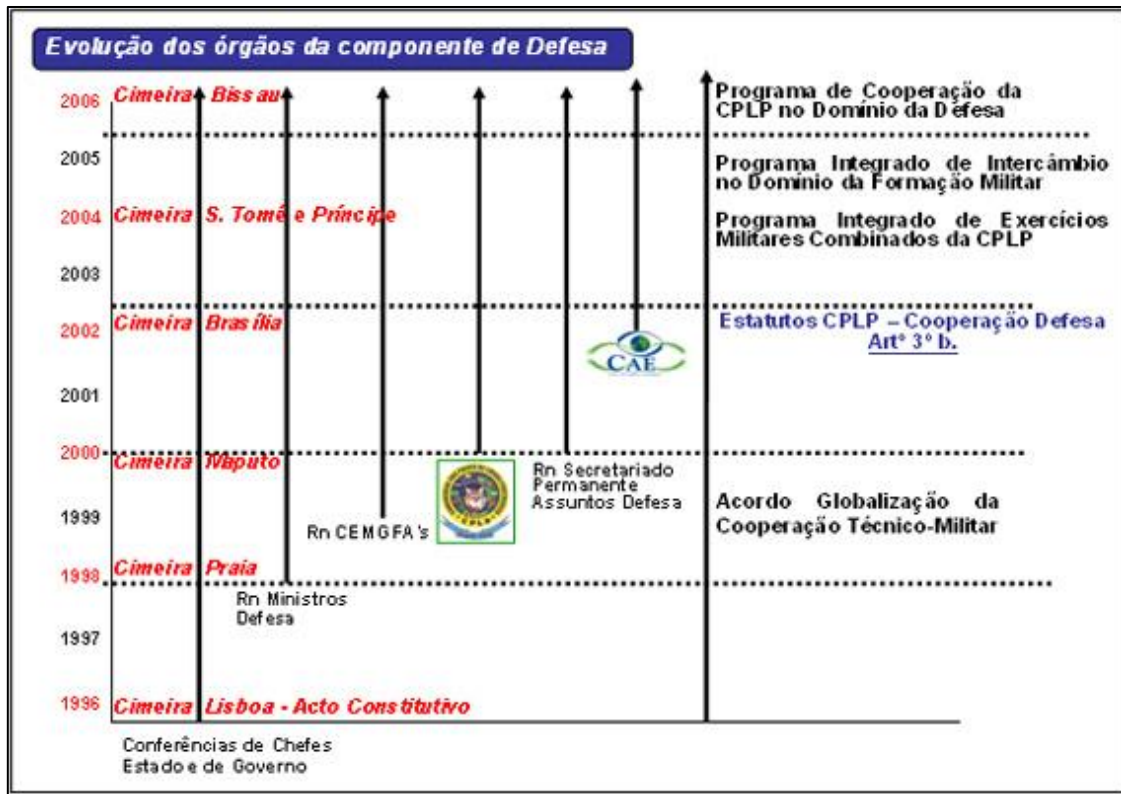 Evolução dos órgãos da componente de Defesa
2006 Cimeira Bissau
Programa de Cooperação da
CPLP no Domínio da Defesa
2005
Programa Integrado de Intercâmbio
no Domínio da Formação Militar
2004 Cimeira S. Tomé e Príncipe
Programa Integrado de Exercícios
Militares Combinados da CPLP
2003
2002 Cimeira Brasília
Estatutos CPLP – Cooperação Defesa
Artº 3º b.
CAE
2001
2000
Cimeira Maputo
Rn Secretariado
Permanente
Assuntos Defesa
CPLP
1999
Rn CEMGFA's
Acordo Globalização da
Cooperação Técnico-Militar
1998 Cimeira Praia
Rn Ministros
Defesa
1997
1996 Cimeira Lisboa - Acto Constitutivo
Conferências de Chefes
Estado e de Governo